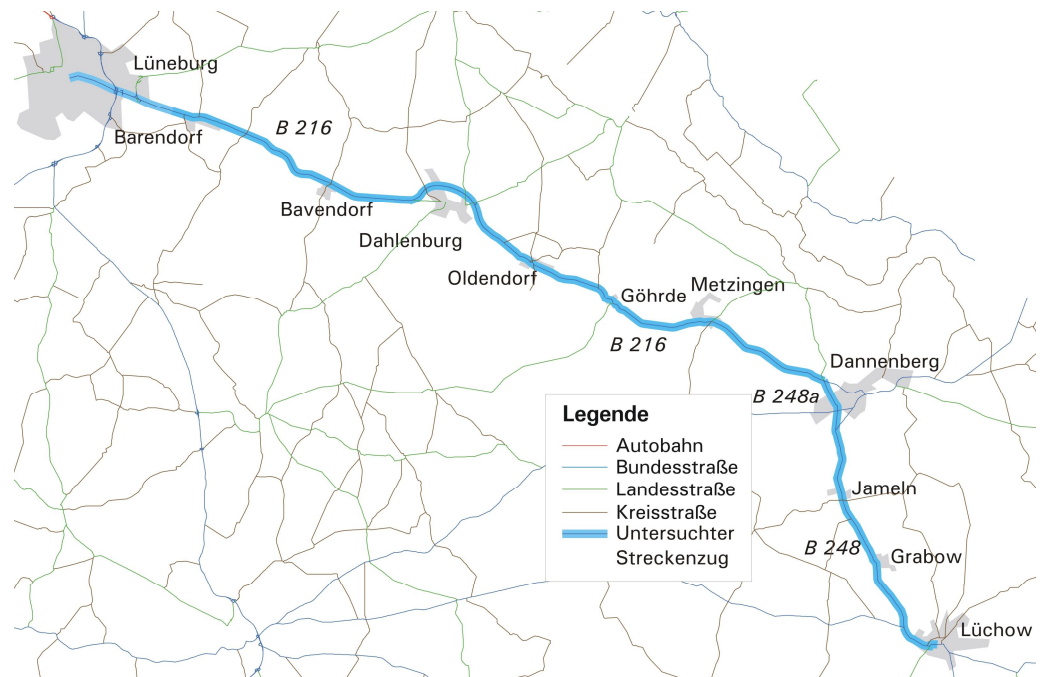 Lüneburg
B 216
Barendorf
Bavendorf
Dahlenburg
Oldendorf
Metzingen
Göhrde
B 216
Dannenberg
B 248a
Legende
Autobahn
Bundesstraße
Landesstraße
Kreisstraße
Untersuchter
Streckenzug
Jameln
B 248
Grabow
Lüchow